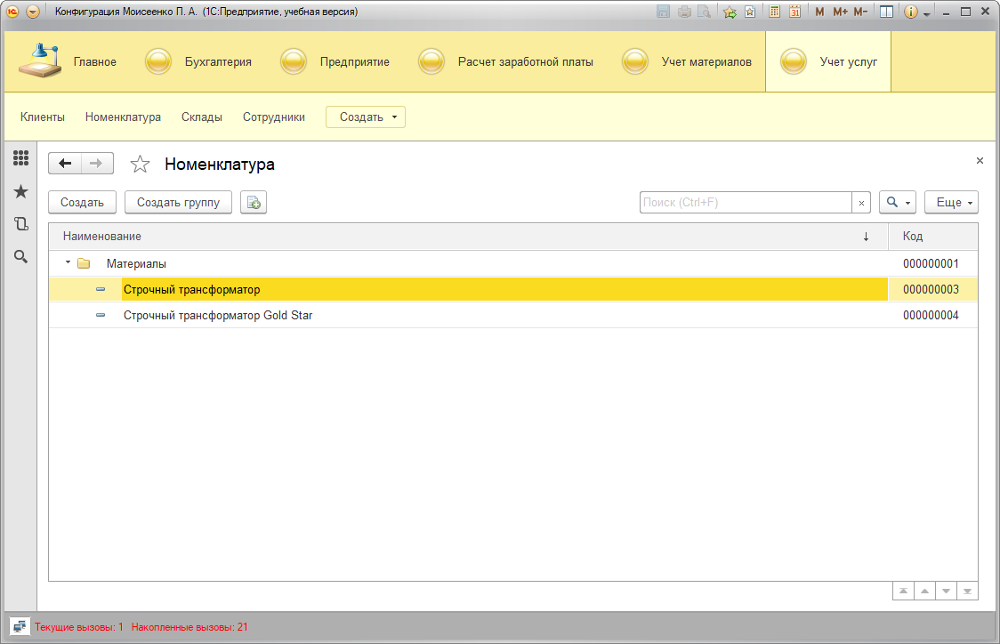 Конфигурация Моисеенко П. А. (1С:Предприятие, учебная версия)
31 M M+ M-
Главное Бухгалтерия Предприятие Расчет заработной платы Учет материалов Учет услуг
Клиенты Номенклатура Склады Сотрудники Создать
Номенклатура
Создать Создать группу Поиск (Ctrl+F) Еще
Наименование Код
Материалы 000000001
Строчный трансформатор 000000003
Строчный трансформатор Gold Star 000000004
Текущие вызовы: 1 Накопленные вызовы: 21